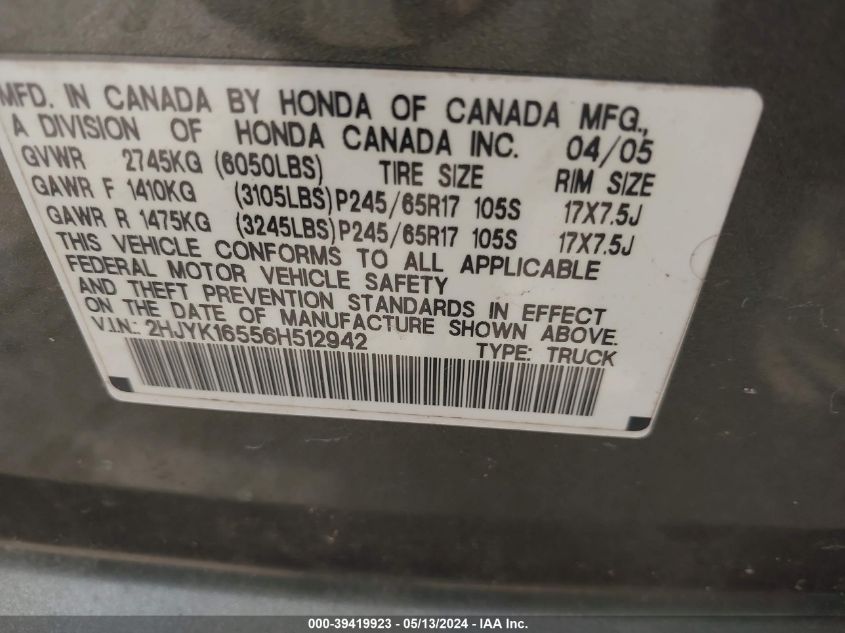 MFD. IN CANADA BY HONDA OF CANADA MFG.,
A DIVISION OF HONDA CANADA INC. 04/05
GVWR 2745KG (6050LBS) TIRE SIZE RIM SIZE
GAWR F 1410KG (3105LBS) P245/65R17 105S 17X7.5J
GAWR R 1475KG (3245LBS) P245/65R17 105S 17X7.5J
THIS VEHICLE CONFORMS TO ALL APPLICABLE
FEDERAL MOTOR VEHICLE SAFETY
AND THEFT PREVENTION STANDARDS IN EFFECT
ON THE DATE OF MANUFACTURE SHOWN ABOVE.
V.I.N.: 2HJYK16556H512942 TYPE: TRUCK
000-39419923 - 05/13/2024 - IAA Inc.